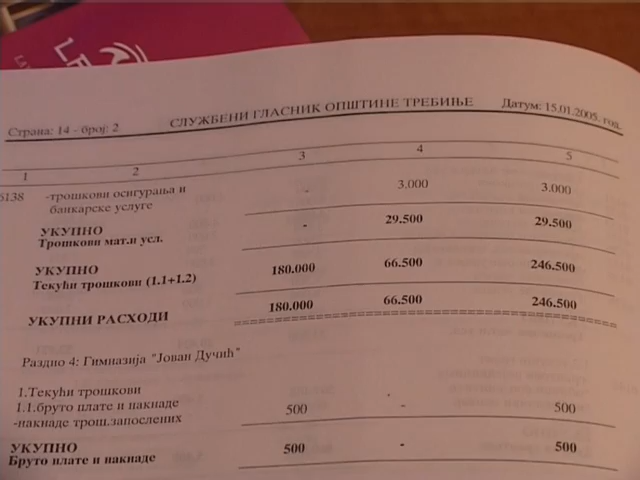 Страна: 14 - број: 2 СЛУЖБЕНИ ГЛАСНИК ОПШТИНЕ ТРЕБИЊЕ Датум: 15.01.2005. год.
1 2 3 4 5
6138 -трошкови осигурања и - 3.000 3.000
банкарске услуге
УКУПНО - 29.500 29.500
Трошкови мат.и усл.
УКУПНО 180.000 66.500 246.500
Текући трошкови (1.1+1.2)
УКУПНИ РАСХОДИ 180.000 66.500 246.500
Раздио 4: Гимназија "Јован Дучић"
1.Текући трошкови
1.1.бруто плате и накнаде
-накнаде трош.запослених 500 - 500
УКУПНО 500 - 500
Бруто плате и накнаде